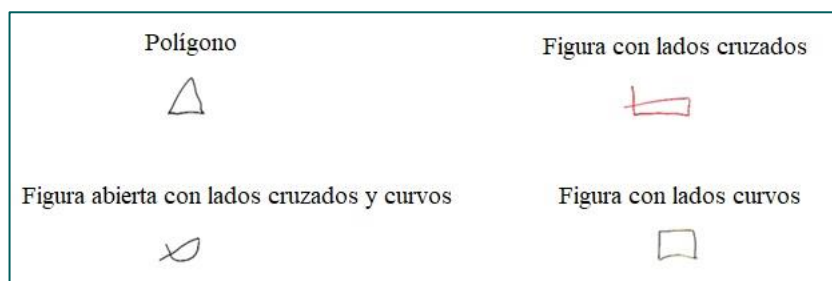 Polígono
Figura con lados cruzados
Figura abierta con lados cruzados y curvos
Figura con lados curvos